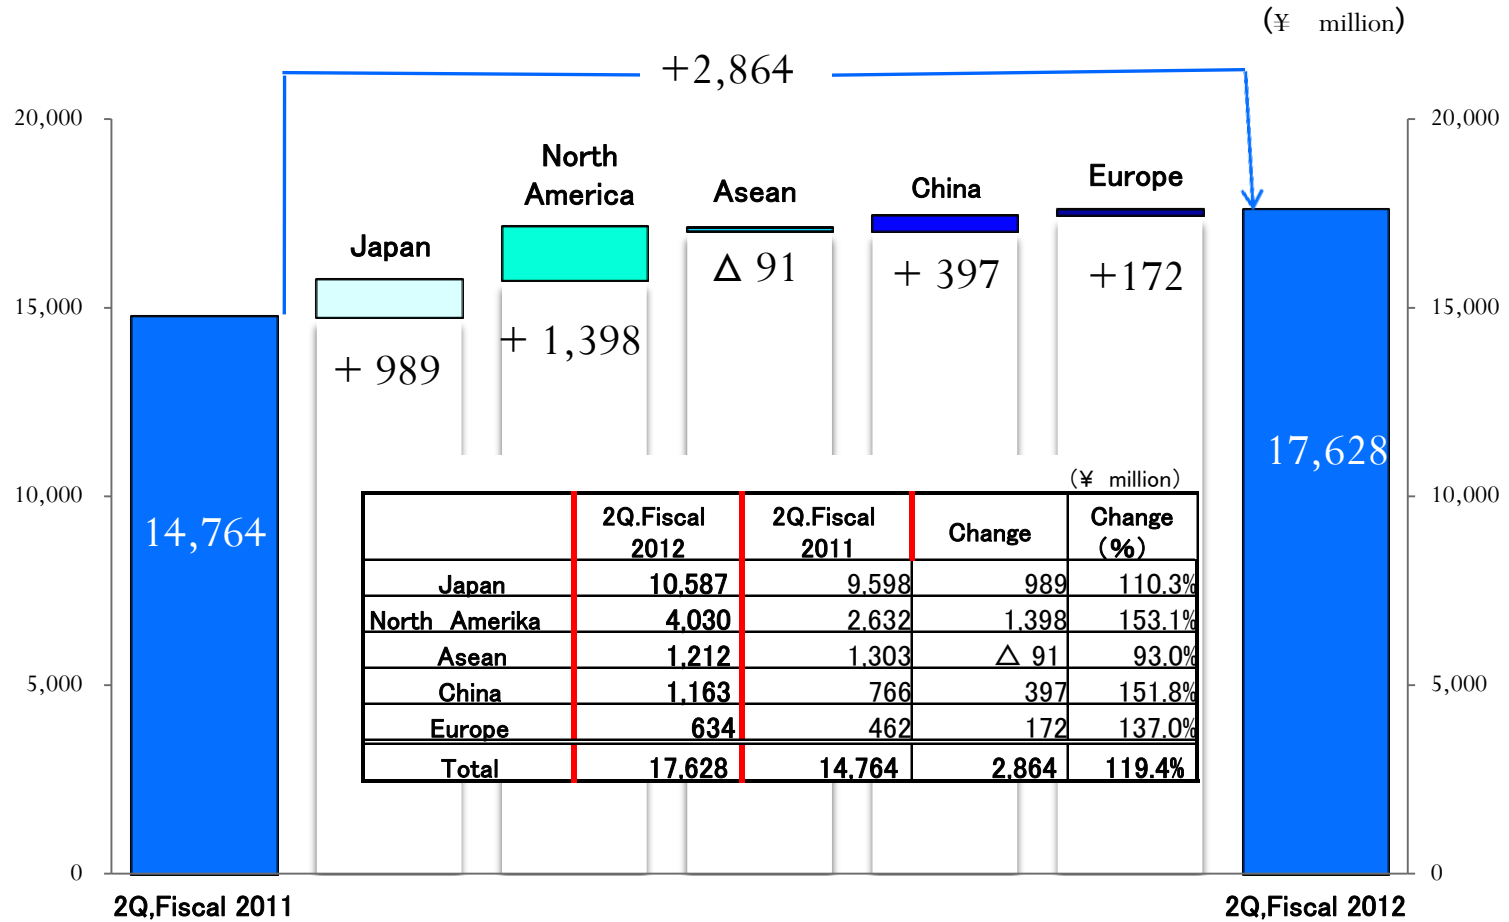 (¥ million)
+2,864
20,000
20,000
North
America
Asean
China
Europe
Japan
△ 91
+ 397
+172
+ 1,398
+ 989
15,000
15,000
14,764
17,628
10,000
10,000
(¥ million)
2Q.Fiscal 2012 2Q.Fiscal 2011 Change Change (%)
Japan 10,587 9,598 989 110.3%
North Amerika 4,030 2,632 1,398 153.1%
Asean 1,212 1,303 △ 91 93.0%
China 1,163 766 397 151.8%
Europe 634 462 172 137.0%
Total 17,628 14,764 2,864 119.4%
5,000
5,000
0
0
2Q,Fiscal 2011
2Q,Fiscal 2012